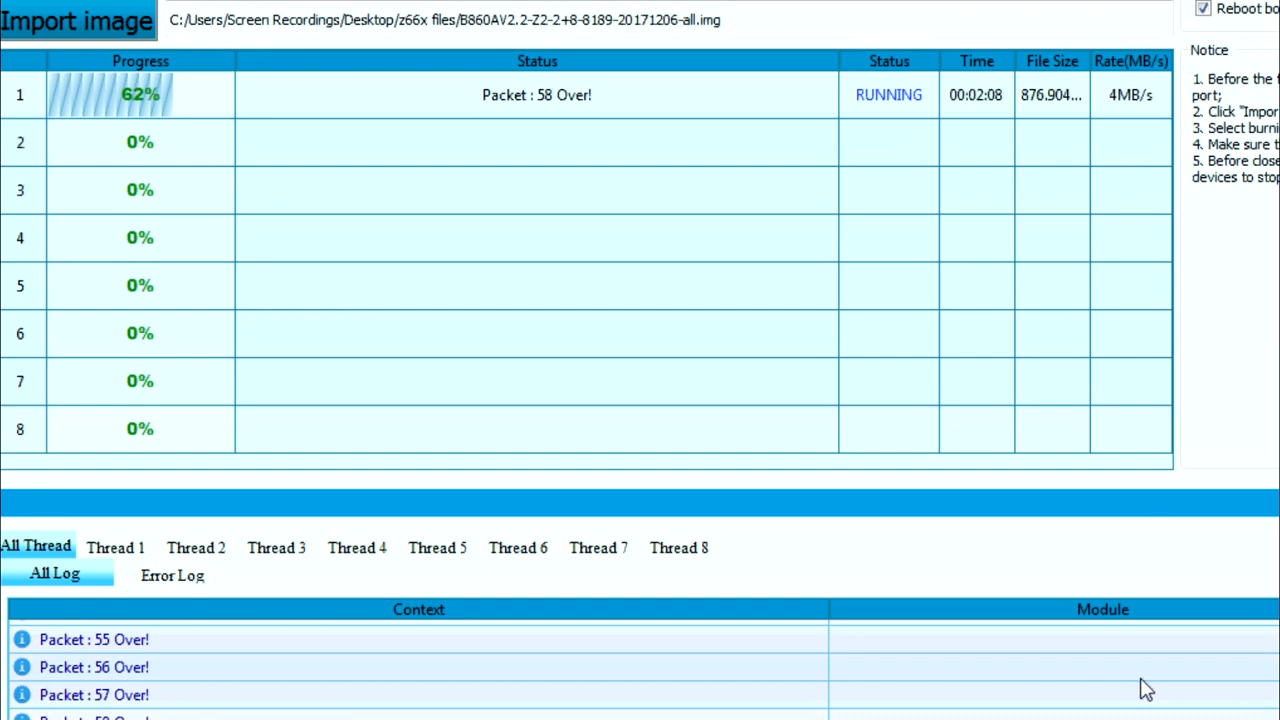 Import image
C:/Users/Screen Recordings/Desktop/z66x files/B860AV2.2-Z2-2+8-8189-20171206-all.img
Reboot bo
Notice
1. Before the f
port;
2. Click "Impor
3. Select burni
4. Make sure t
5. Before close
devices to stop
Progress Status Status Time File Size Rate(MB/s)
1 62% Packet : 58 Over! RUNNING 00:02:08 876.904... 4MB/s
2 0%
3 0%
4 0%
5 0%
6 0%
7 0%
8 0%
All Thread Thread 1 Thread 2 Thread 3 Thread 4 Thread 5 Thread 6 Thread 7 Thread 8
All Log Error Log
Context Module
Packet : 55 Over!
Packet : 56 Over!
Packet : 57 Over!
Packet : 58 Over!